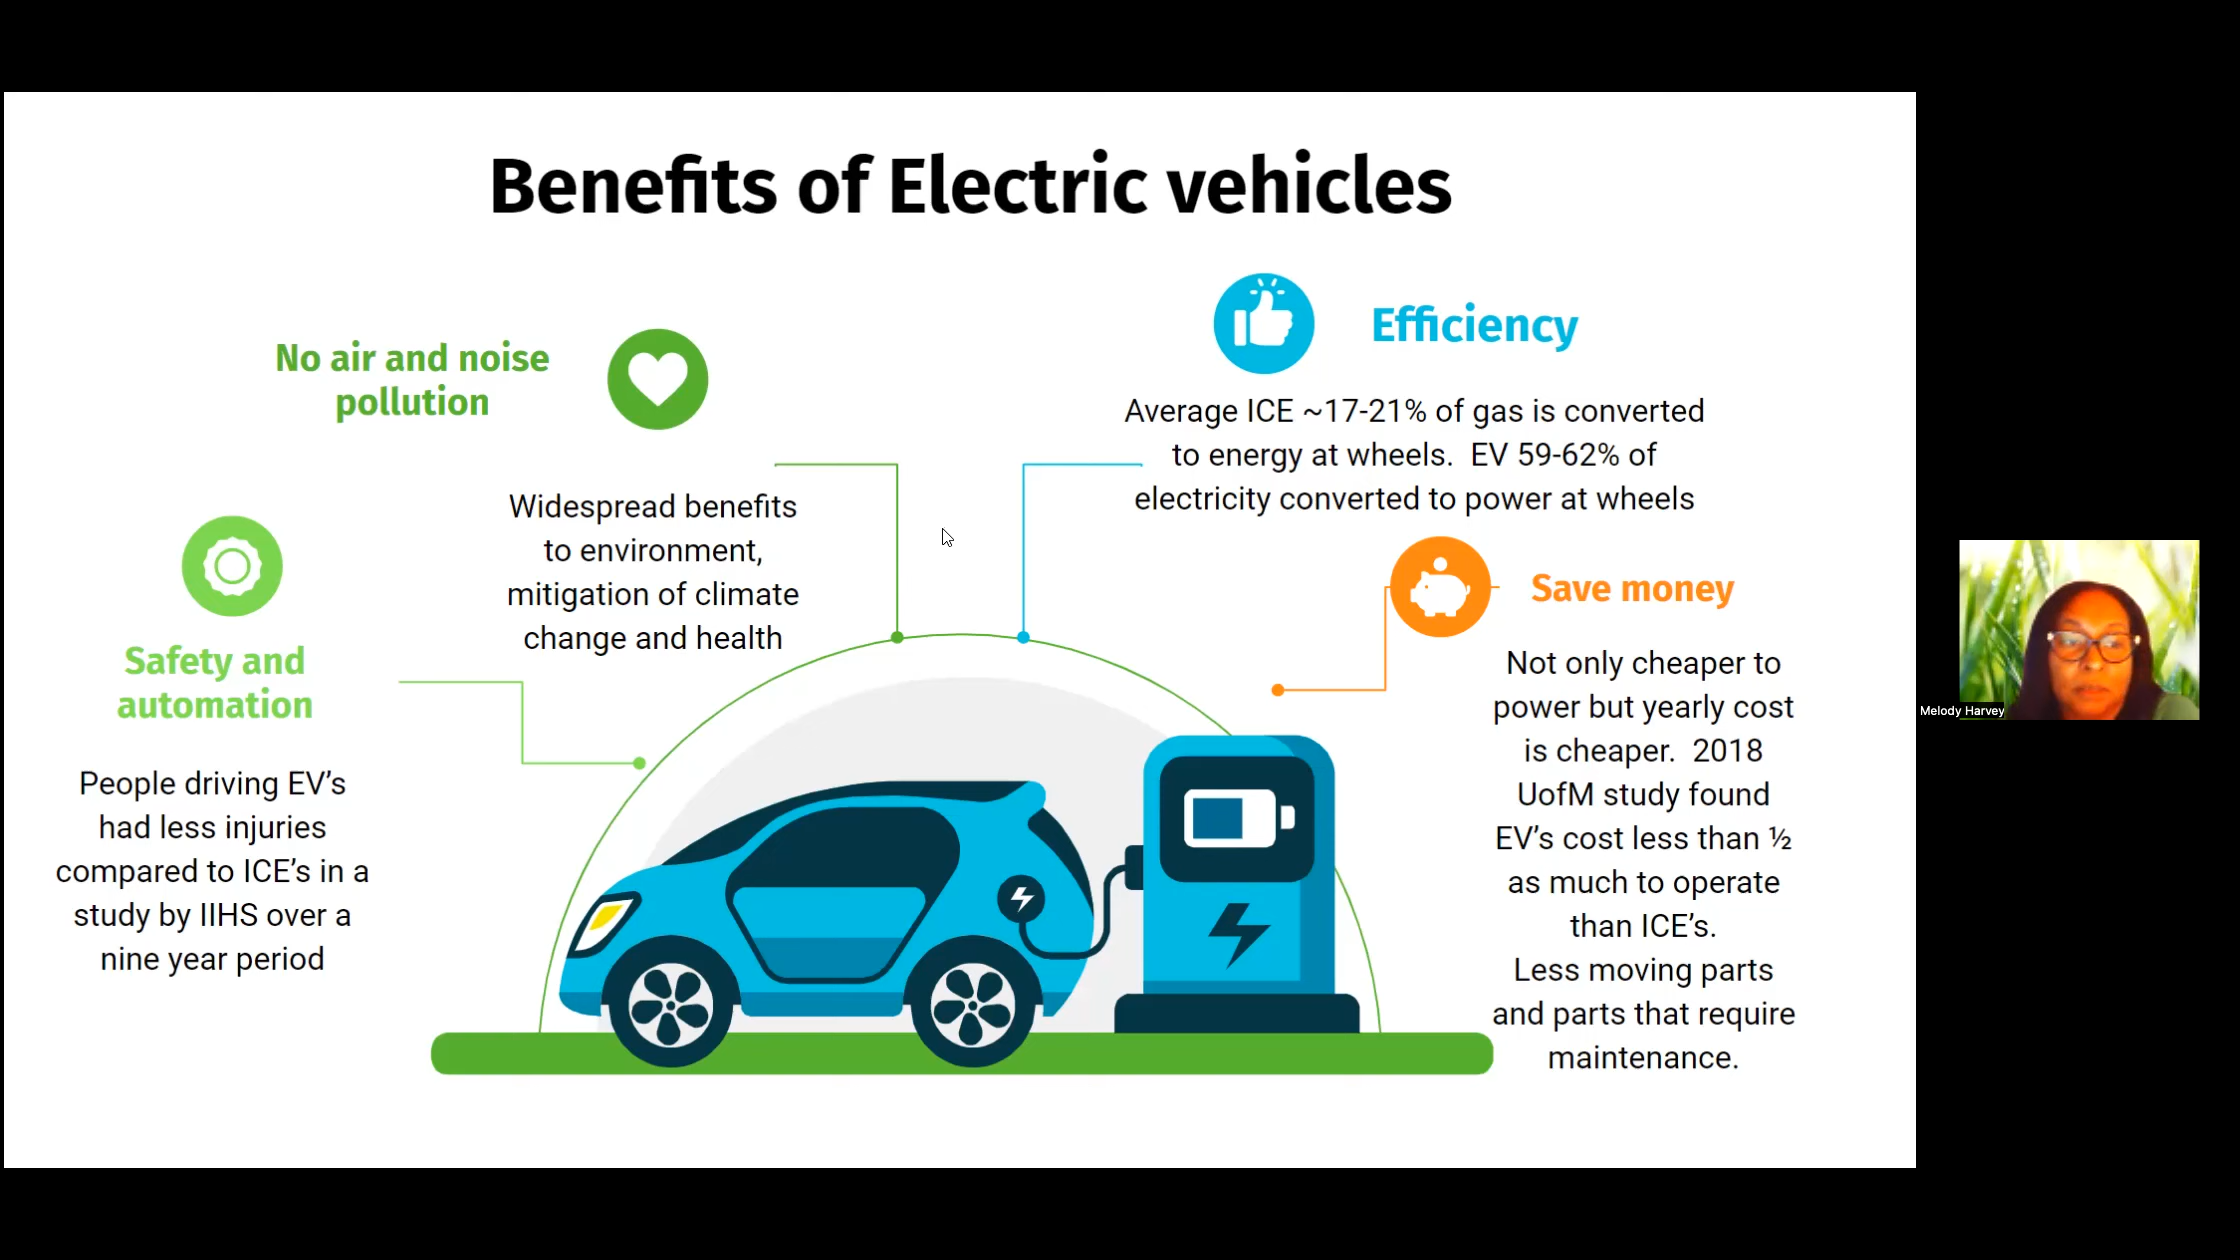 Benefits of Electric vehicles
No air and noise
pollution
Widespread benefits
to environment,
mitigation of climate
change and health
Safety and
automation
People driving EV's
had less injuries
compared to ICE's in a
study by IIHS over a
nine year period
Efficiency
Average ICE ~17-21% of gas is converted
to energy at wheels.  EV 59-62% of
electricity converted to power at wheels
Save money
Not only cheaper to
power but yearly cost
is cheaper.  2018
UofM study found
EV's cost less than ½
as much to operate
than ICE's.
Less moving parts
and parts that require
maintenance.
Melody Harvey